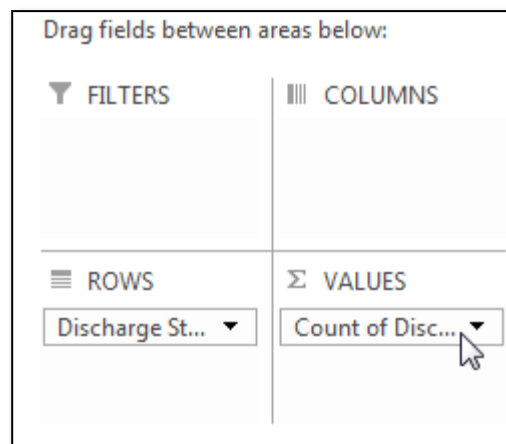 Drag fields between areas below:
FILTERS
COLUMNS
ROWS
Σ VALUES
Discharge St...
Count of Disc...